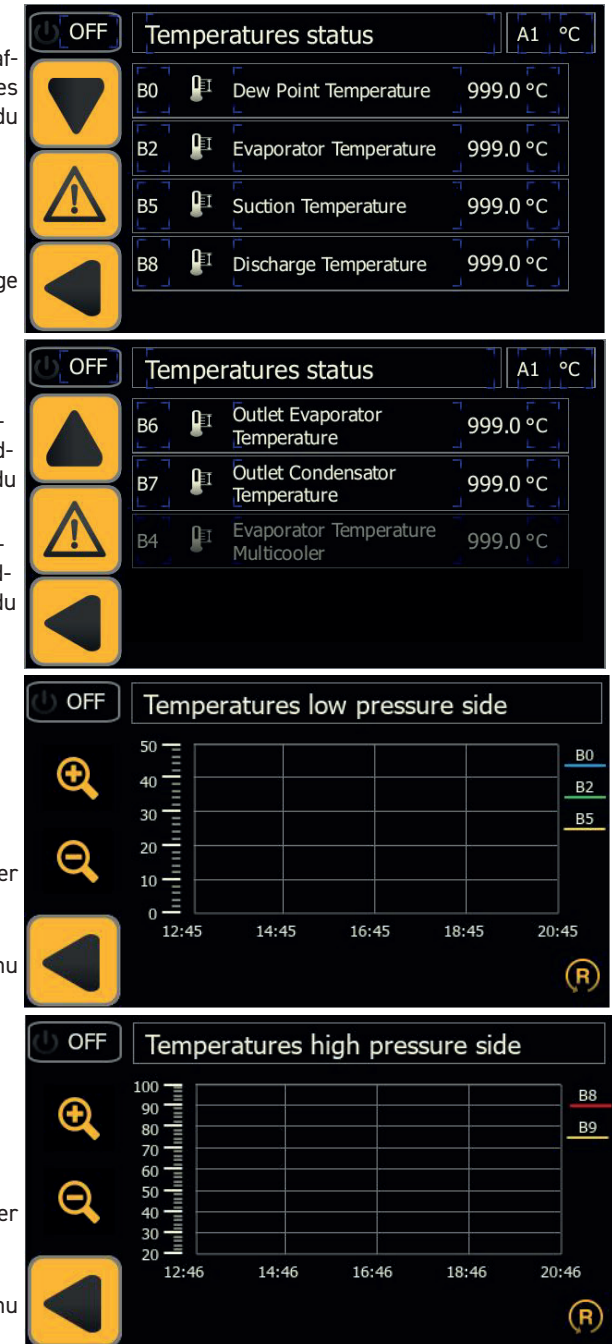 OFF Temperatures status A1 °C
B0 Dew Point Temperature 999.0 °C
B2 Evaporator Temperature 999.0 °C
B5 Suction Temperature 999.0 °C
B8 Discharge Temperature 999.0 °C
OFF Temperatures status A1 °C
B6 Outlet Evaporator
Temperature 999.0 °C
B7 Outlet Condensator
Temperature 999.0 °C
B4 Evaporator Temperature
Multicooler 999.0 °C
du
du
OFF Temperatures low pressure side
50
40
30
20
10
0
12:45 14:45 16:45 18:45 20:45
B0
B2
B5
R
OFF Temperatures high pressure side
100
90
80
70
60
50
40
30
20
12:46 14:46 16:46 18:46 20:46
B8
B9
R